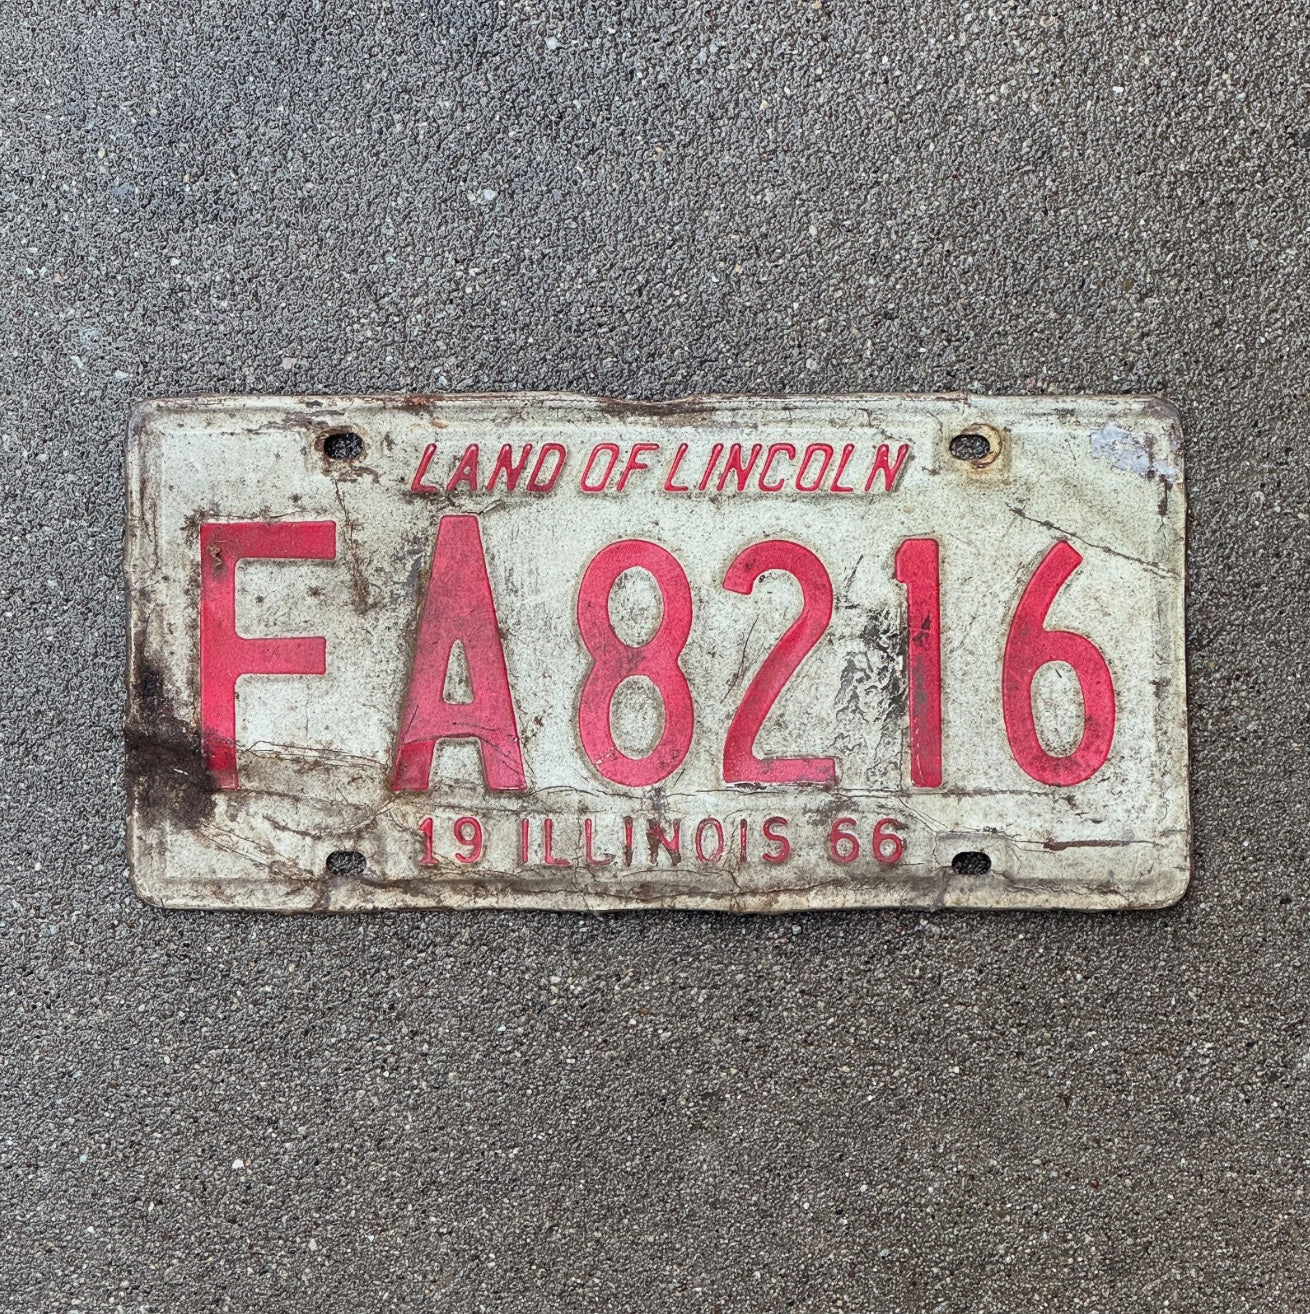 LAND OF LINCOLN
FA8216
19 ILLINOIS 66